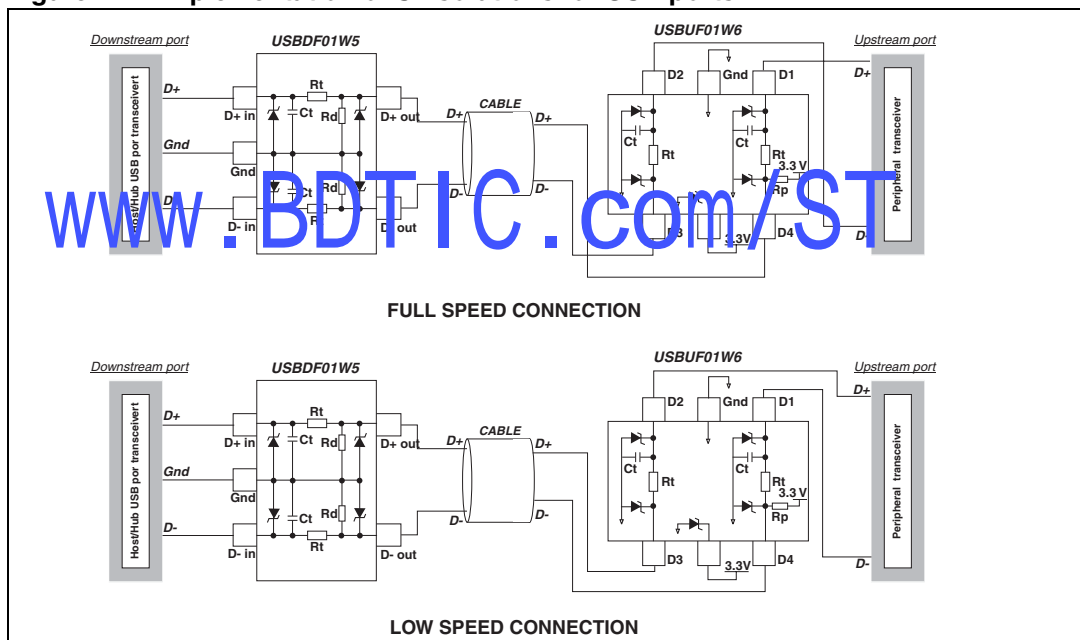 Downstream port
USBDF01W5
USBUF01W6
Upstream port
D2
Gnd
D1
D+
D+
Rt
CABLE
D+ in
Ct
Rd
D+ out
D+
D+
Ct
Ct
Host/Hub USB por transceivert
Gnd
Rt
Rt
3.3 V
Peripheral transceiver
Gnd
Ct
Rd
D-
D-
Rp
www.BDTIC.com/ST
D- in
D- out
D3
3.3V
D4
D-
FULL SPEED CONNECTION
Downstream port
USBDF01W5
USBUF01W6
Upstream port
D+
D2
Gnd
D1
D+
Rt
CABLE
D+ in
Ct
Rd
D+ out
D+
D+
Ct
Ct
Host/Hub USB por transceivert
Gnd
Rt
Rt
3.3 V
Peripheral transceiver
Gnd
Ct
Rd
D-
D-
Rp
D-
Rt
D- in
D- out
D3
3.3V
D4
D-
LOW SPEED CONNECTION